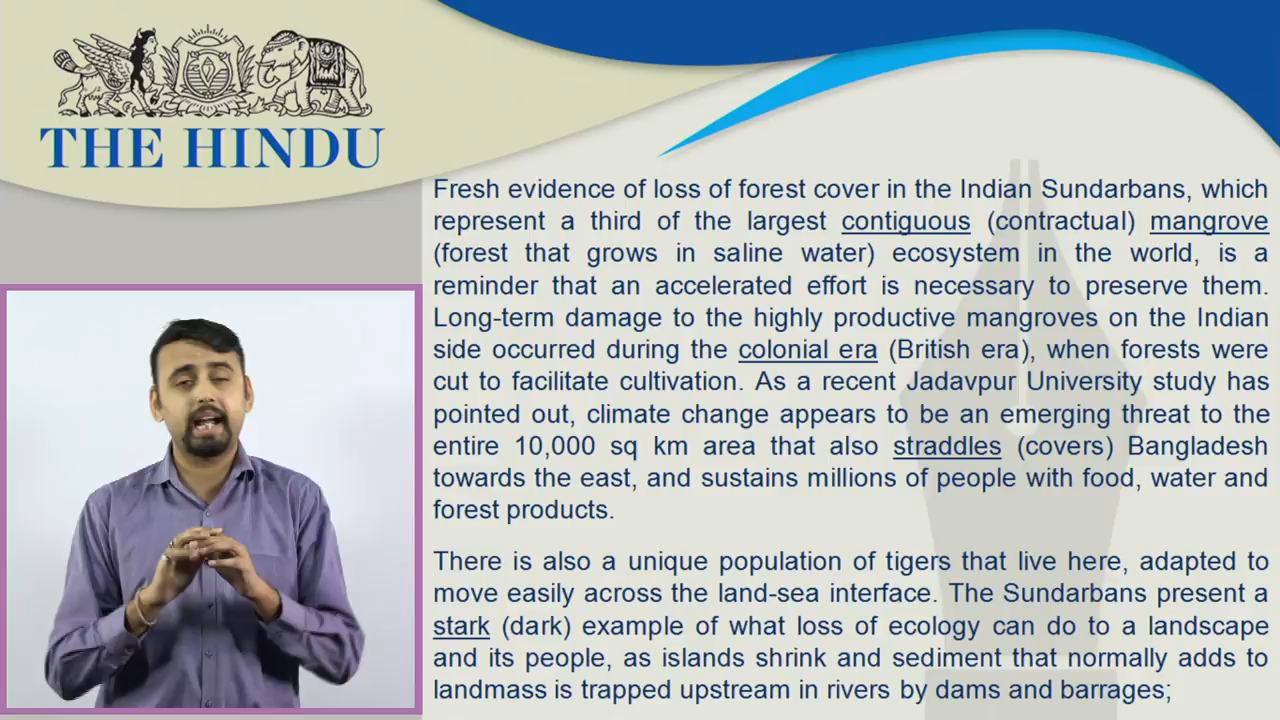 THE HINDU
Fresh evidence of loss of forest cover in the Indian Sundarbans, which
represent a third of the largest contiguous (contractual) mangrove
(forest that grows in saline water) ecosystem in the world, is a
reminder that an accelerated effort is necessary to preserve them.
Long-term damage to the highly productive mangroves on the Indian
side occurred during the colonial era (British era), when forests were
cut to facilitate cultivation. As a recent Jadavpur University study has
pointed out, climate change appears to be an emerging threat to the
entire 10,000 sq km area that also straddles (covers) Bangladesh
towards the east, and sustains millions of people with food, water and
forest products.
There is also a unique population of tigers that live here, adapted to
move easily across the land-sea interface. The Sundarbans present a
stark (dark) example of what loss of ecology can do to a landscape
and its people, as islands shrink and sediment that normally adds to
landmass is trapped upstream in rivers by dams and barrages;